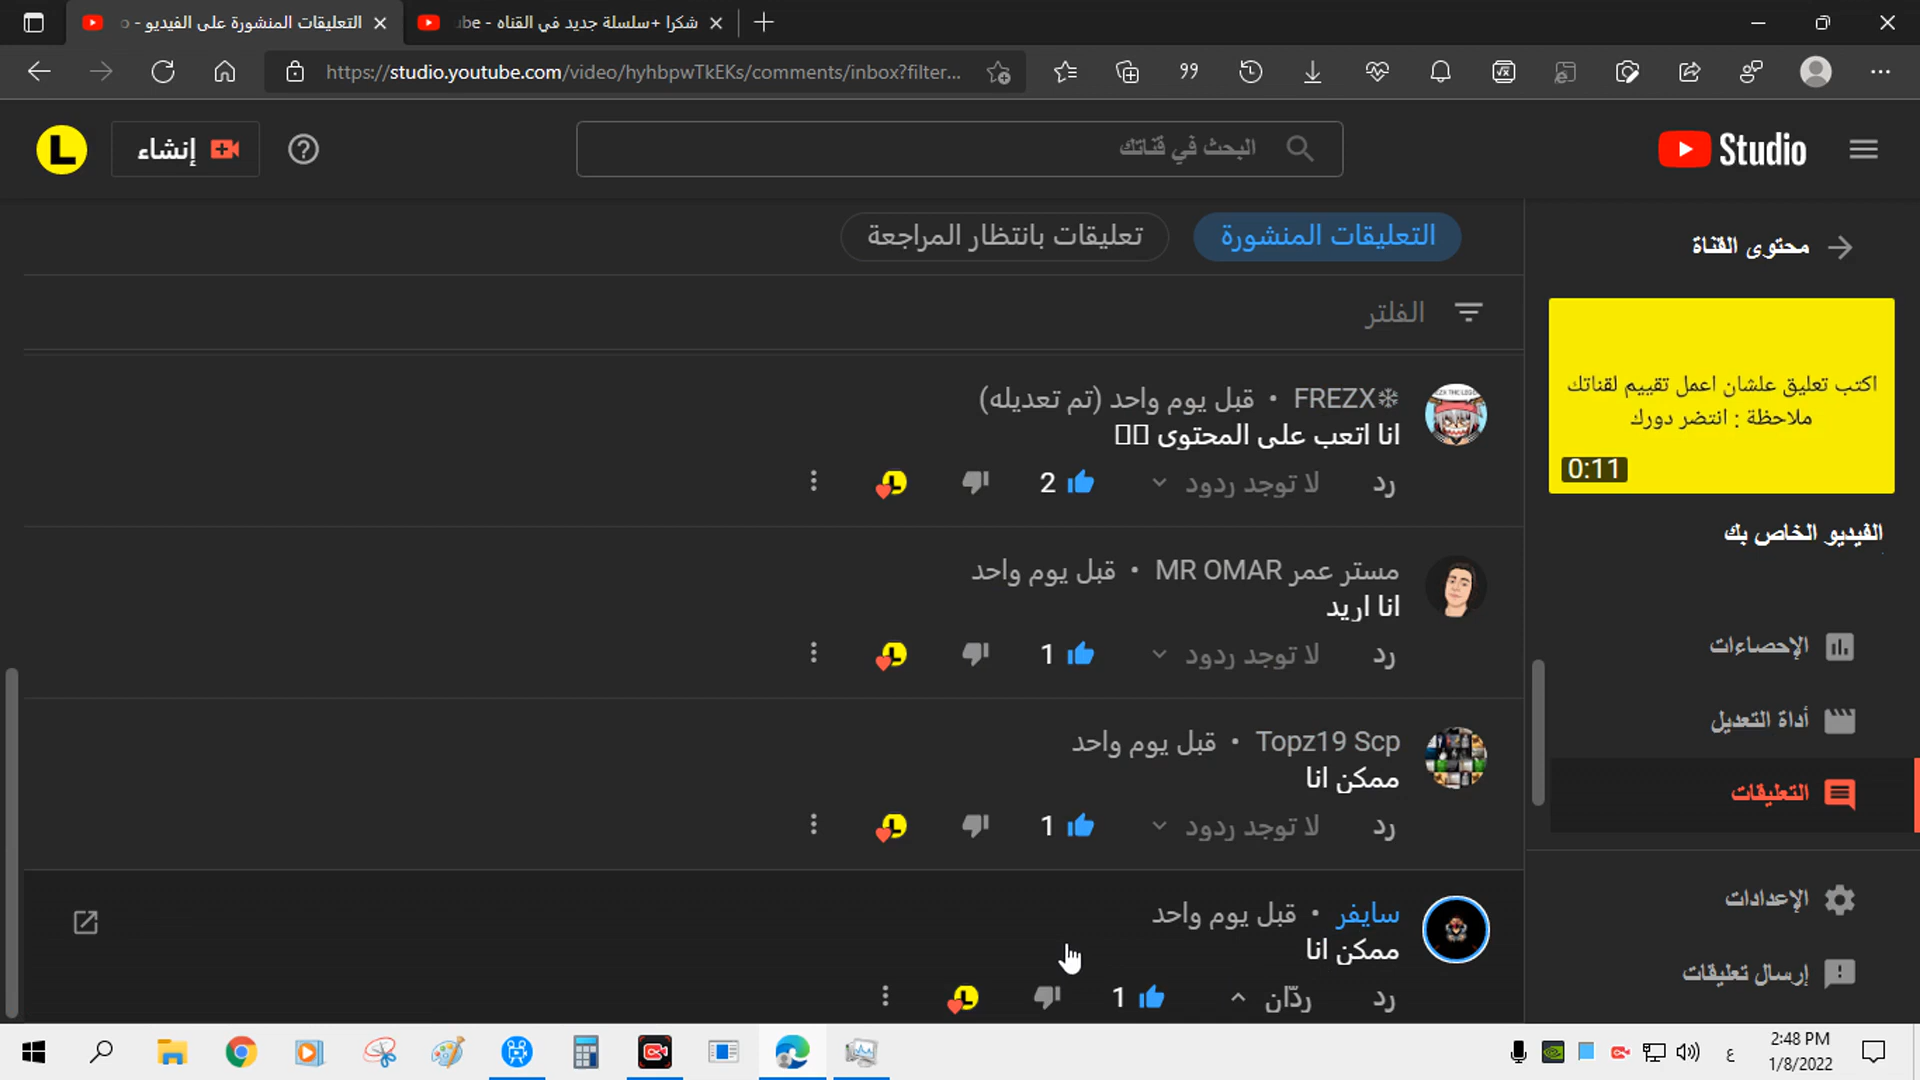 التعليقات المنشورة على الفيديو - o
شكرا +سلسلة جديد في القناه - ube
https://studio.youtube.com/video/hyhbpwTkEKs/comments/inbox?filter...
L
إنشاء
البحث في قناتك
Studio
التعليقات المنشورة
تعليقات بانتظار المراجعة
الفلتر
محتوى القناة
اكتب تعليق علشان اعمل تقييم لقناتك
ملاحظة : انتضر دورك
0:11
الفيديو الخاص بك
الإحصاءات
أداة التعديل
التعليقات
الإعدادات
إرسال تعليقات
❄FREZX • قبل يوم واحد (تم تعديله)
انا اتعب على المحتوى
رد
لا توجد ردود
2
مستر عمر MR OMAR • قبل يوم واحد
انا اريد
رد
لا توجد ردود
1
Topz19 Scp • قبل يوم واحد
ممكن انا
رد
لا توجد ردود
1
سايفر • قبل يوم واحد
ممكن انا
رد
ردّان
1
ع
2:48 PM
1/8/2022